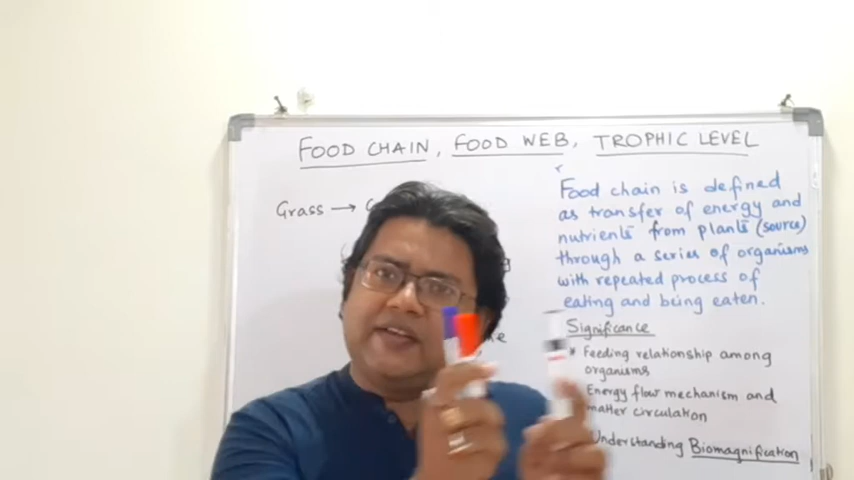 FOOD CHAIN, FOOD WEB, TROPHIC LEVEL
Grass →
Food chain is defined
as transfer of energy and
nutrients from plants (source)
through a series of organisms
with repeated process of
eating and being eaten.
Significance
* Feeding relationship among
organisms
Energy flow mechanism and
matter circulation
Understanding Biomagnification